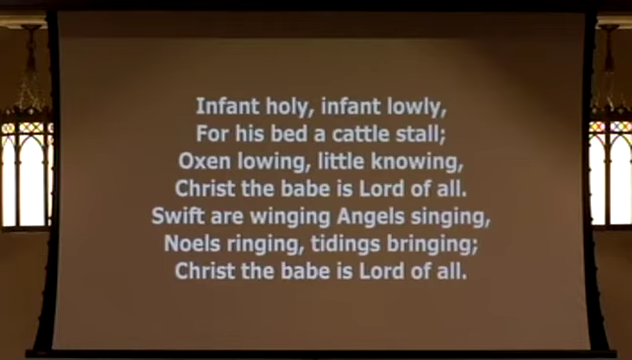 Infant holy, infant lowly,
For his bed a cattle stall;
Oxen lowing, little knowing,
Christ the babe is Lord of all.
Swift are winging Angels singing,
Noels ringing, tidings bringing;
Christ the babe is Lord of all.